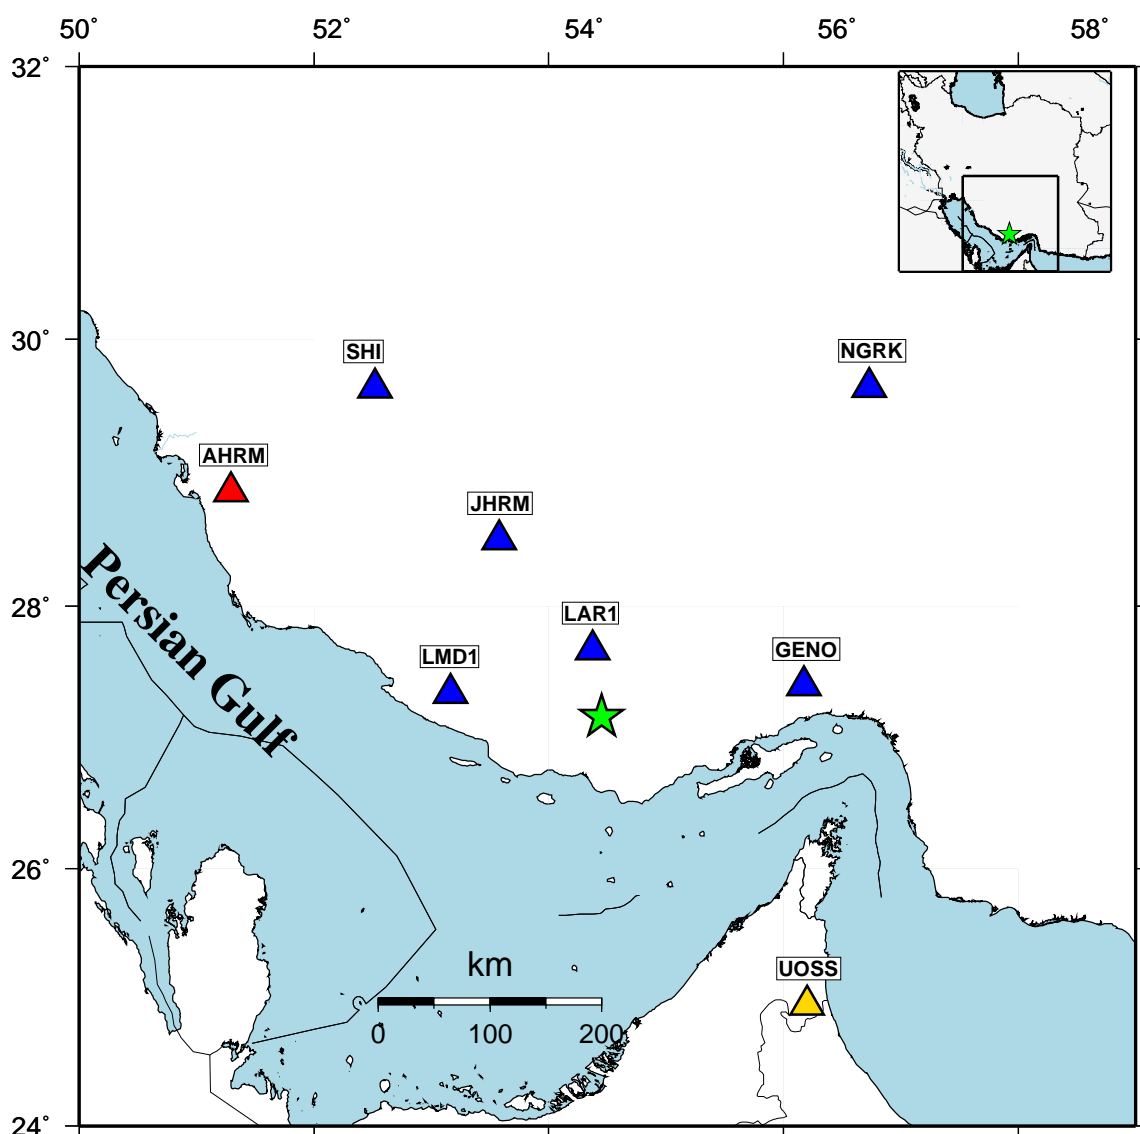 50˚ 52˚ 54˚ 56˚ 58˚
32˚
30˚
SHI
NGRK
AHRM
JHRM
28˚
LAR1
GENO
LMD1
Persian Gulf
26˚
km
UOSS
0 100 200
24˚